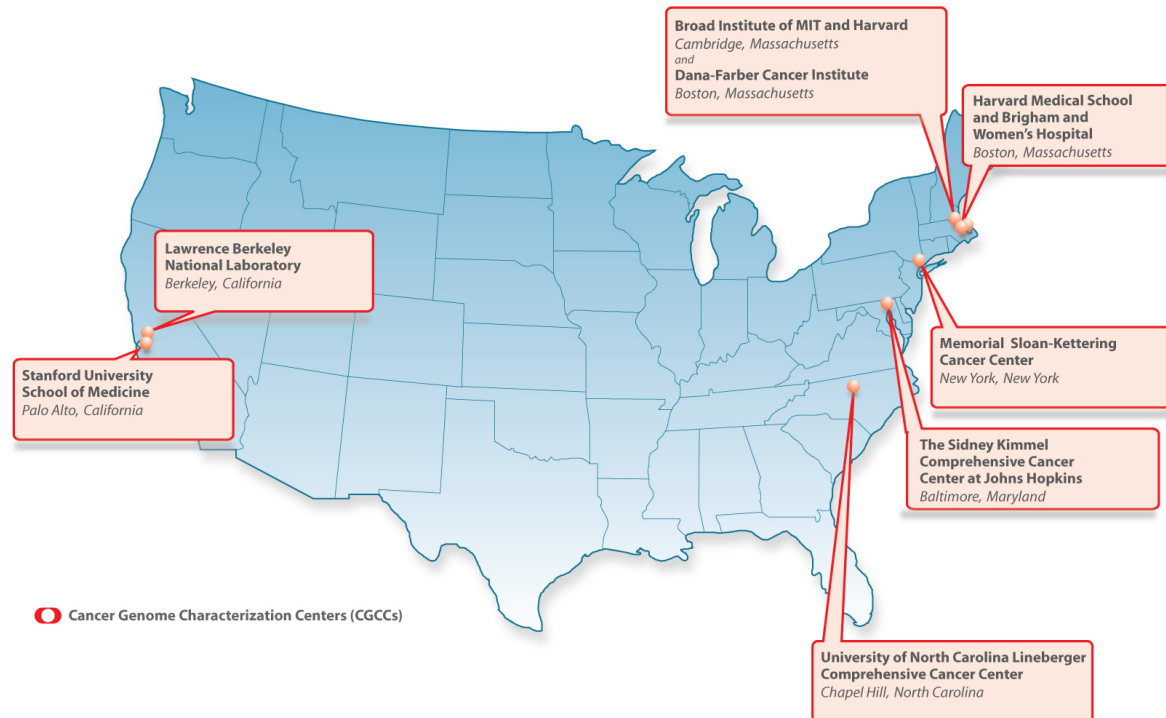 Broad Institute of MIT and Harvard
Cambridge, Massachusetts
and
Dana-Farber Cancer Institute
Boston, Massachusetts
Harvard Medical School
and Brigham and
Women's Hospital
Boston, Massachusetts
Lawrence Berkeley
National Laboratory
Berkeley, California
Stanford University
School of Medicine
Palo Alto, California
Memorial Sloan-Kettering
Cancer Center
New York, New York
The Sidney Kimmel
Comprehensive Cancer
Center at Johns Hopkins
Baltimore, Maryland
Cancer Genome Characterization Centers (CGCCs)
University of North Carolina Lineberger
Comprehensive Cancer Center
Chapel Hill, North Carolina